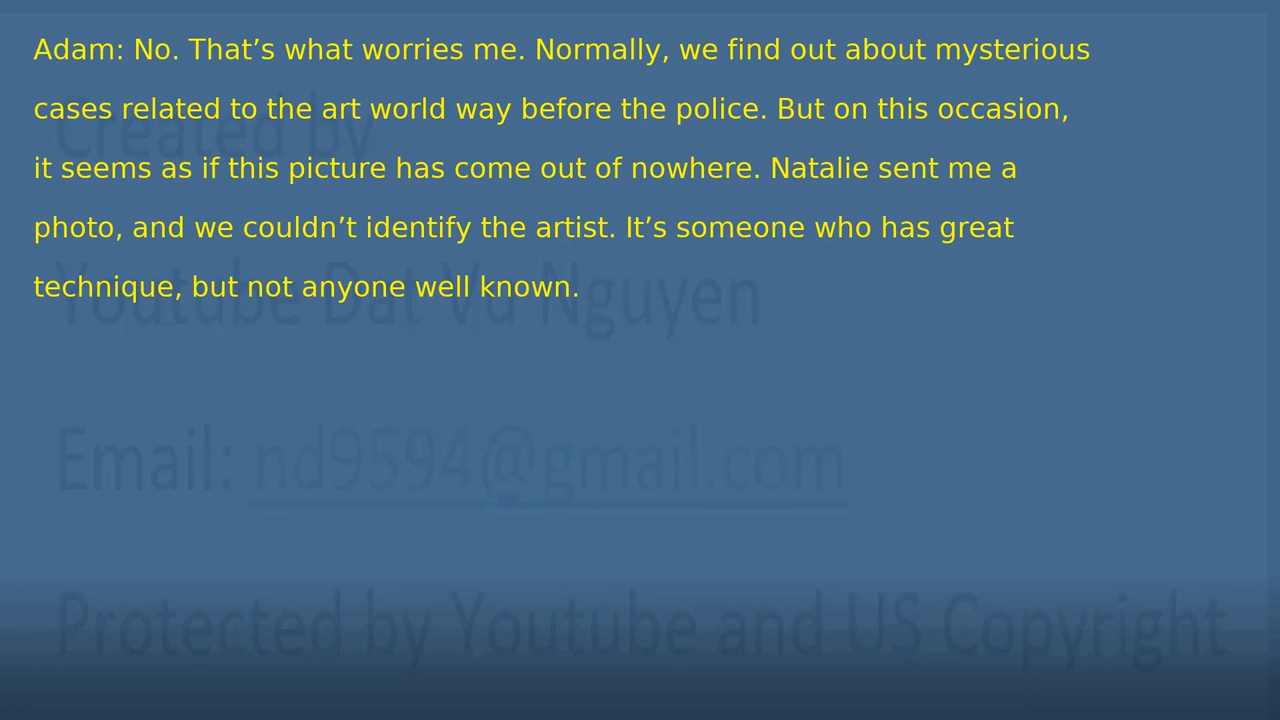 Adam: No. That’s what worries me. Normally, we find out about mysterious
cases related to the art world way before the police. But on this occasion,
it seems as if this picture has come out of nowhere. Natalie sent me a
photo, and we couldn’t identify the artist. It’s someone who has great
technique, but not anyone well known.
Created by
Youtube Dat Vu Nguyen
Email: nd9594@gmail.com
Protected by Youtube and US Copyright